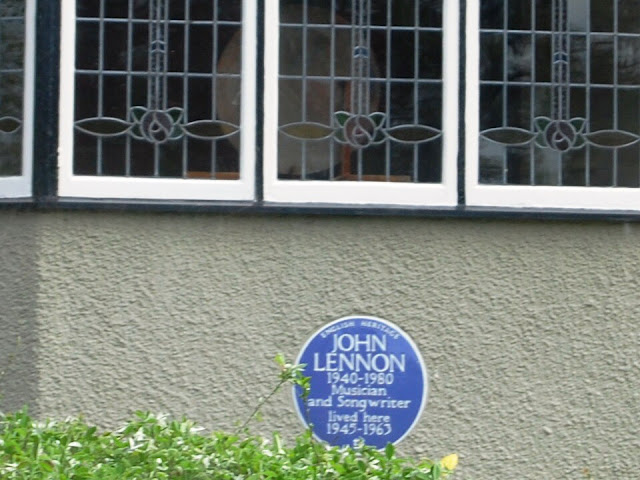 ENGLISH HERITAGE
JOHN
LENNON
1940-1980
Musician
and Songwriter
lived here
1945-1963